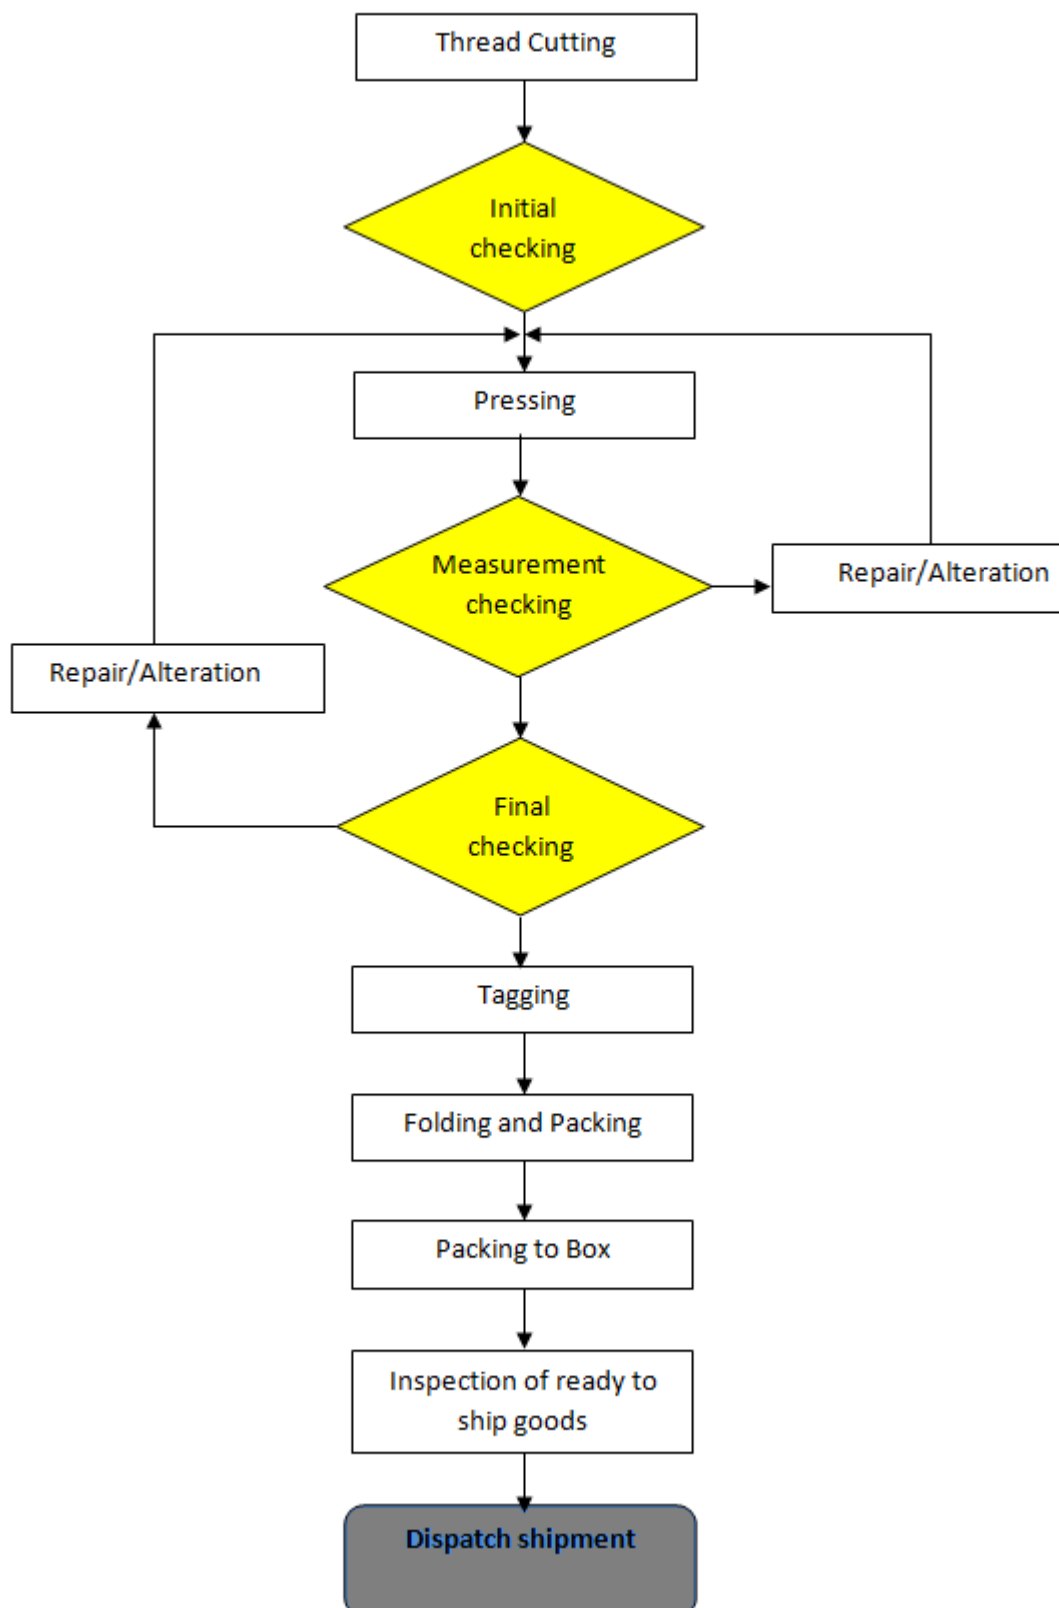 Thread Cutting
Initial
checking
Pressing
Measurement
checking
Repair/Alteration
Repair/Alteration
Final
checking
Tagging
Folding and Packing
Packing to Box
Inspection of ready to
ship goods
Dispatch shipment